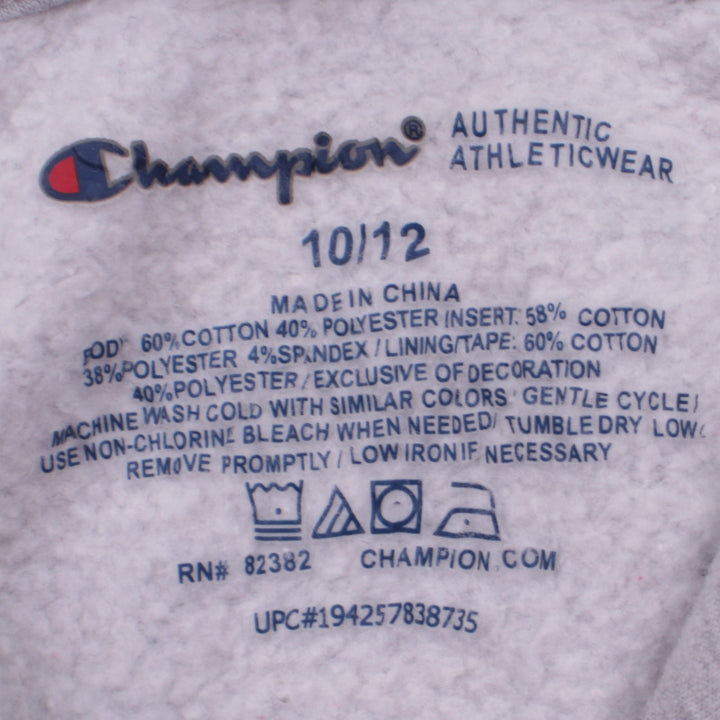 Champion® AUTHENTIC
ATHLETICWEAR
10/12
MADE IN CHINA
BODY 60% COTTON 40% POLYESTER INSERT: 58% COTTON
38% POLYESTER 4% SPANDEX / LINING/TAPE: 60% COTTON
40% POLYESTER / EXCLUSIVE OF DECORATION
MACHINE WASH COLD WITH SIMILAR COLORS / GENTLE CYCLE /
USE NON-CHLORINE BLEACH WHEN NEEDED/ TUMBLE DRY LOW/
REMOVE PROMPTLY / LOW IRON IF NECESSARY
RN# 82382 CHAMPION.COM
UPC#194257838735